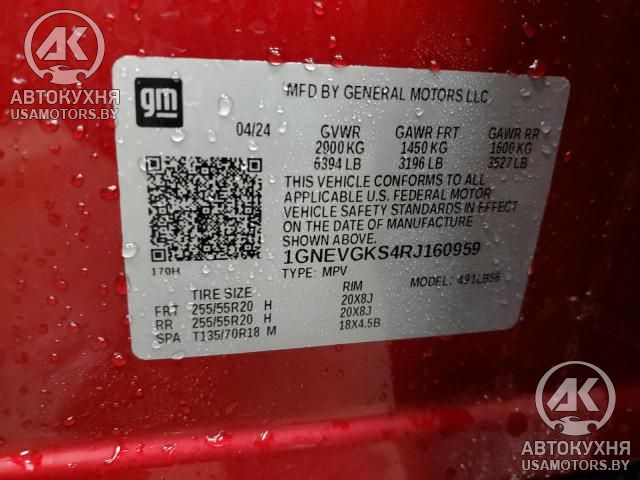 AK
АВТОКУХНЯ
USAMOTORS.BY
gm
MFD BY GENERAL MOTORS LLC
04/24 GVWR GAWR FRT GAWR RR
2900 KG 1450 KG 1600 KG
6394 LB 3196 LB 3527 LB
THIS VEHICLE CONFORMS TO ALL
APPLICABLE U.S. FEDERAL MOTOR
VEHICLE SAFETY STANDARDS IN EFFECT
ON THE DATE OF MANUFACTURE
SHOWN ABOVE.
170H
1GNEVGKS4RJ160959
TYPE: MPV MODEL: 491LB56
TIRE SIZE RIM
FRT 255/55R20 H 20X8J
RR 255/55R20 H 20X8J
SPA T135/70R18 M 18X4.5B
AK
АВТОКУХНЯ
USAMOTORS.BY